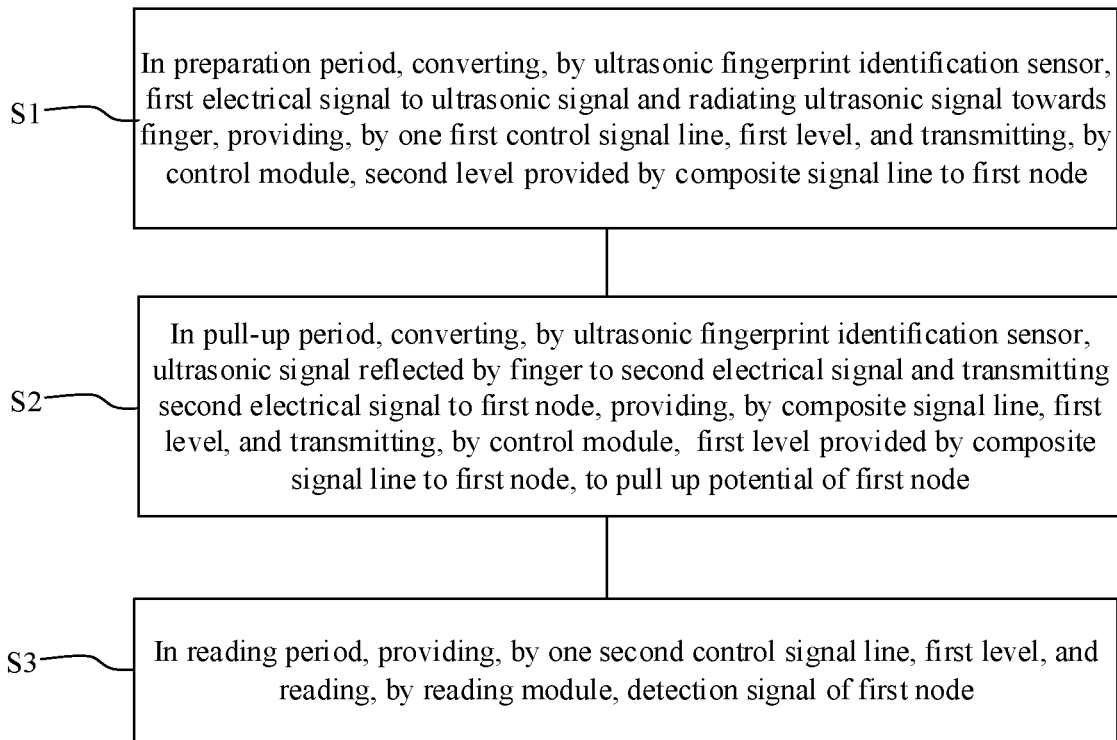 S1
In preparation period, converting, by ultrasonic fingerprint identification sensor,
first electrical signal to ultrasonic signal and radiating ultrasonic signal towards
finger, providing, by one first control signal line, first level, and transmitting, by
control module, second level provided by composite signal line to first node
S2
In pull-up period, converting, by ultrasonic fingerprint identification sensor,
ultrasonic signal reflected by finger to second electrical signal and transmitting
second electrical signal to first node, providing, by composite signal line, first
level, and transmitting, by control module, first level provided by composite
signal line to first node, to pull up potential of first node
S3
In reading period, providing, by one second control signal line, first level, and
reading, by reading module, detection signal of first node